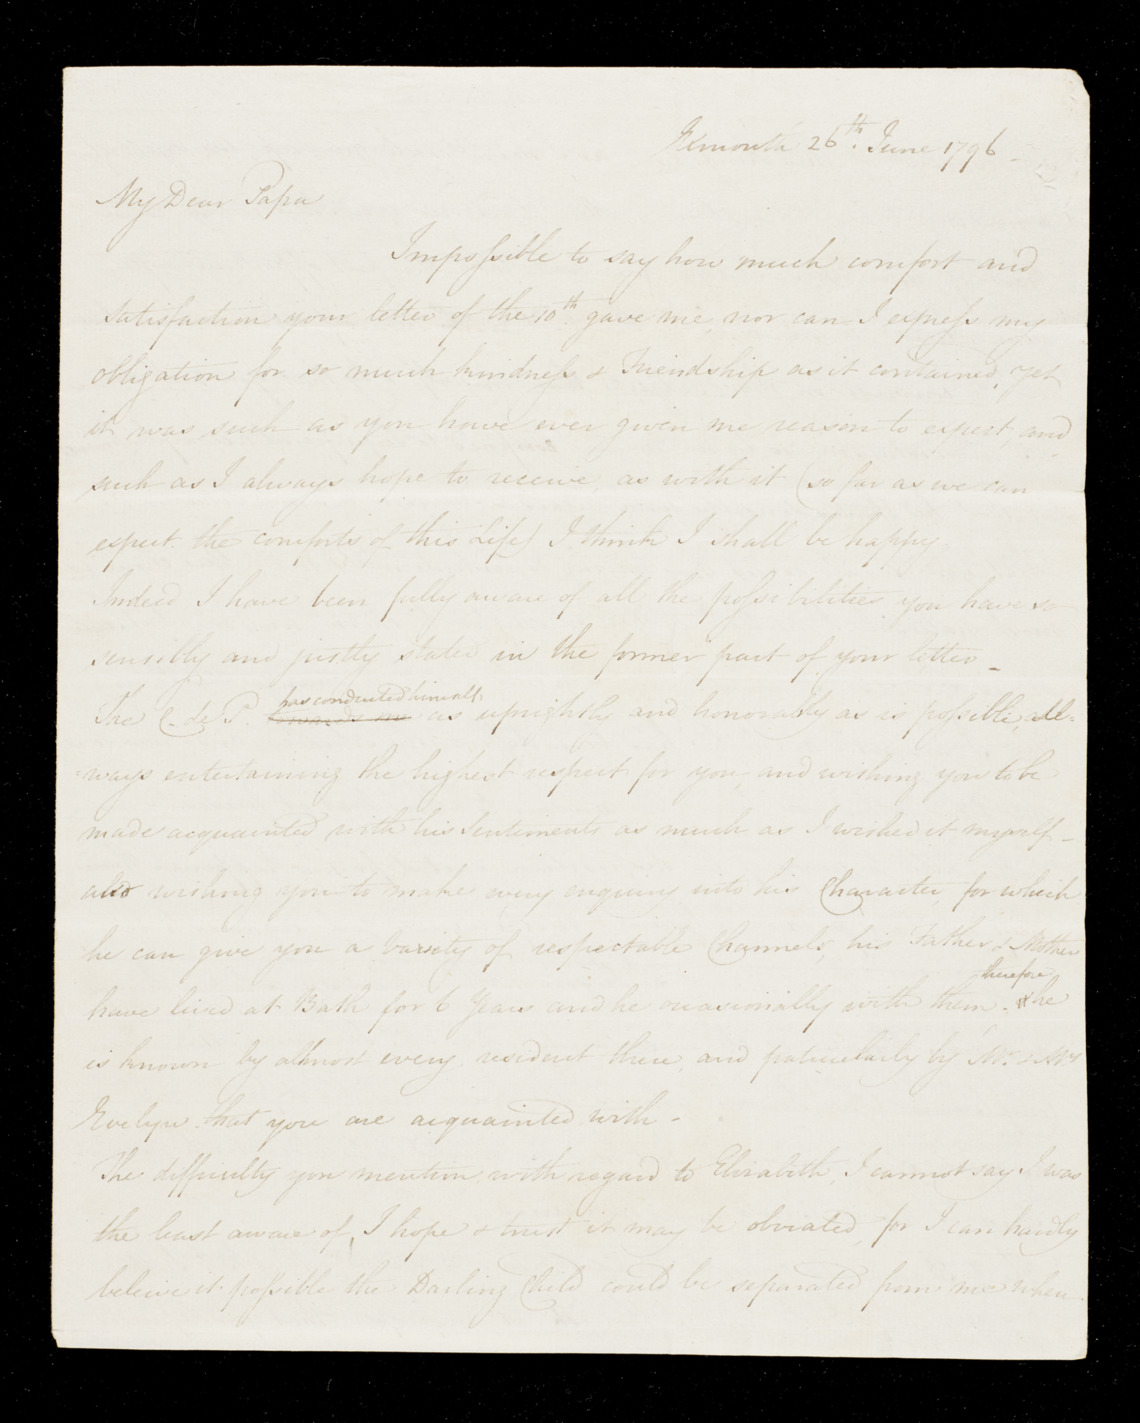 Exmouth 26th. June 1796 -
My Dear Papa
Impossible to say how much comfort and
satisfaction your letter of the 10th. gave me, nor can I express my
obligation for so much kindness & Friendship as it contained, yet
it was such as you have ever given me reason to expect, and
such as I always hope to receive, as with it (so far as we can
expect the comforts of this Life) I think I shall be happy.
Indeed I have been fully aware of all the possibilities you have so
sensibly and justly stated in the former part of your letter -
The C. de P. has conducted himself towards me as uprightly and honorably as is possible, all=
=ways entertaining the highest respect for you, and wishing you to be
made acquainted with his Sentiments as much as I wished it myself -
also wishing you to make every enquiry into his Character, for which
he can give you a variety of respectable Channels, his Father & Mother
have lived at Bath for 6 Years and he occasionally with them. therefore he
is known by allmost every resident there, and paticularly by Mr. & Mrs
Evelyn that you are acquainted with -
The difficulty you mention with regard to Elizabeth, I cannot say I was
the least aware of, I hope & trust it may be obviated, for I can hardly
beleive it possible the Darling Child could be separated from me when